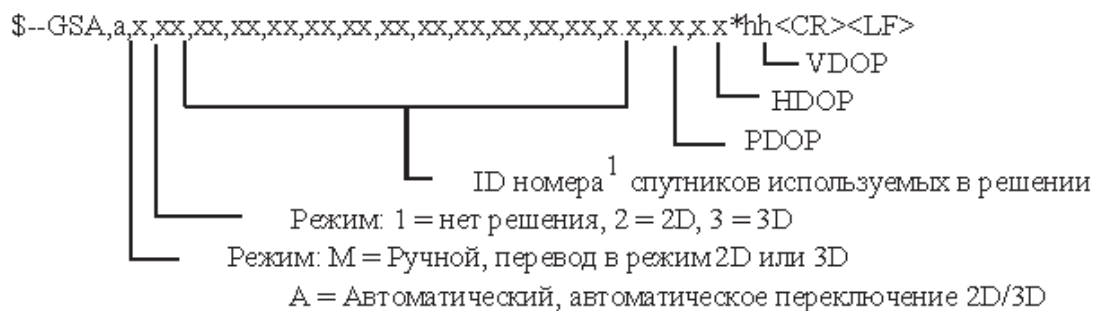 $--GSA,a,x,xx,xx,xx,xx,xx,xx,xx,xx,xx,xx,xx,xx,x.x,x.x,x.x*hh<CR><LF>
VDOP
HDOP
PDOP
ID номера1 спутников используемых в решении
Режим: 1 = нет решения, 2 = 2D, 3 = 3D
Режим: M = Ручной, перевод в режим 2D или 3D
A = Автоматический, автоматическое переключение 2D/3D